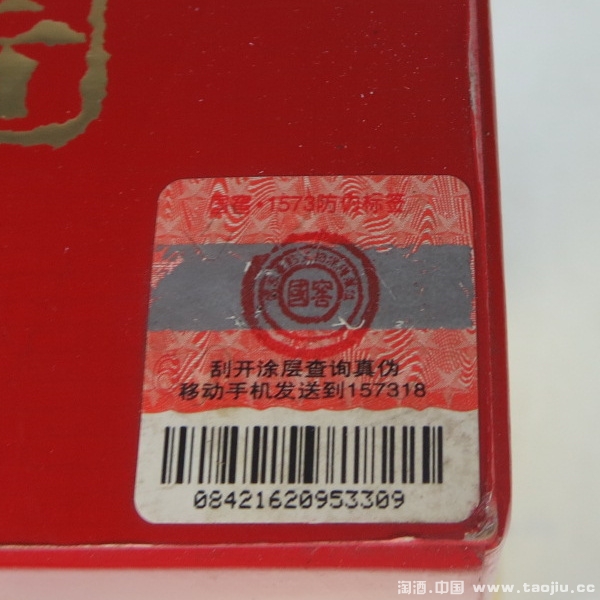 国窖·1573防伪标签
國窖
刮开涂层查询真伪
移动手机发送到157318
08421620953309
淘酒.中国 www.taojiu.cc